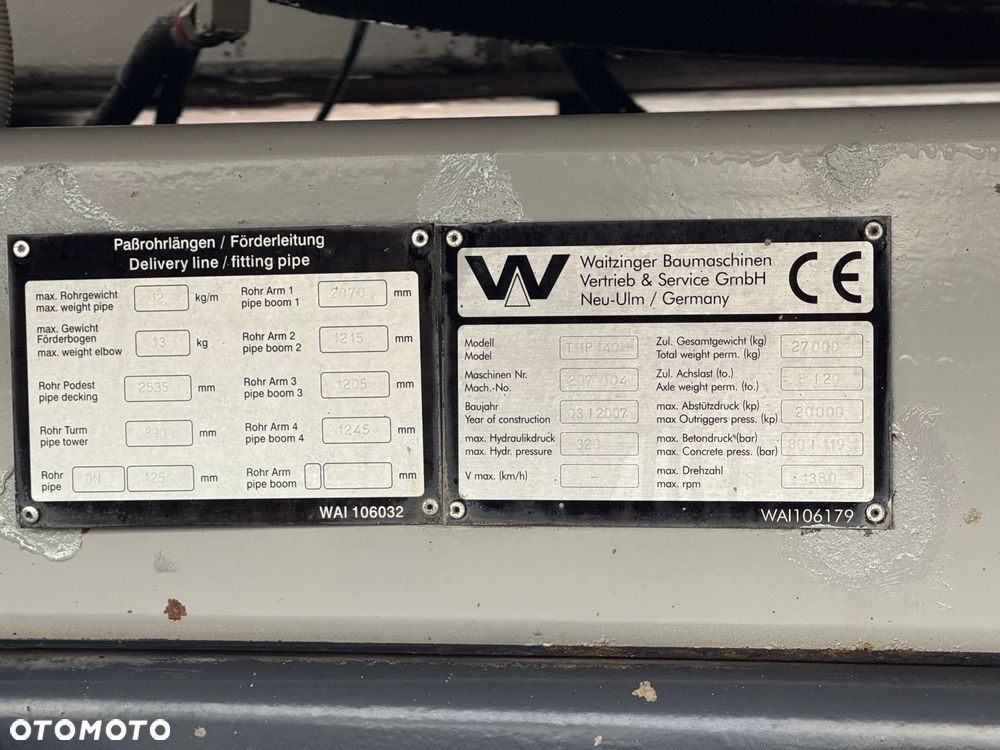 Paßrohrlängen / Förderleitung
Delivery line / fitting pipe
max. Rohrgewicht
max. weight pipe
12
kg/m
Rohr Arm 1
pipe boom 1
2070
mm
max. Gewicht
Förderbogen
max. weight elbow
13
kg
Rohr Arm 2
pipe boom 2
1215
mm
Rohr Podest
pipe decking
2535
mm
Rohr Arm 3
pipe boom 3
1205
mm
Rohr Turm
pipe tower
mm
Rohr Arm 4
pipe boom 4
1245
mm
Rohr
pipe
DN
125
mm
Rohr Arm
pipe boom
mm
WAI 106032
W
Waitzinger Baumaschinen
Vertrieb & Service GmbH
Neu-Ulm / Germany
CE
Modell
Model
Zul. Gesamtgewicht (kg)
Total weight perm. (kg)
27000
Maschinen Nr.
Mach.-No.
207 004
Zul. Achslast (to.)
Axle weight perm. (to.)
Baujahr
Year of construction
03 | 2007
max. Abstützdruck (kp)
max. Outriggers press. (kp)
20000
max. Hydraulikdruck
max. Hydr. pressure
max. Betondruck (bar)
max. Concrete press. (bar)
80 | 119
V max. (km/h)
max. Drehzahl
max. rpm
1380
WAI106179
OTOMOTO